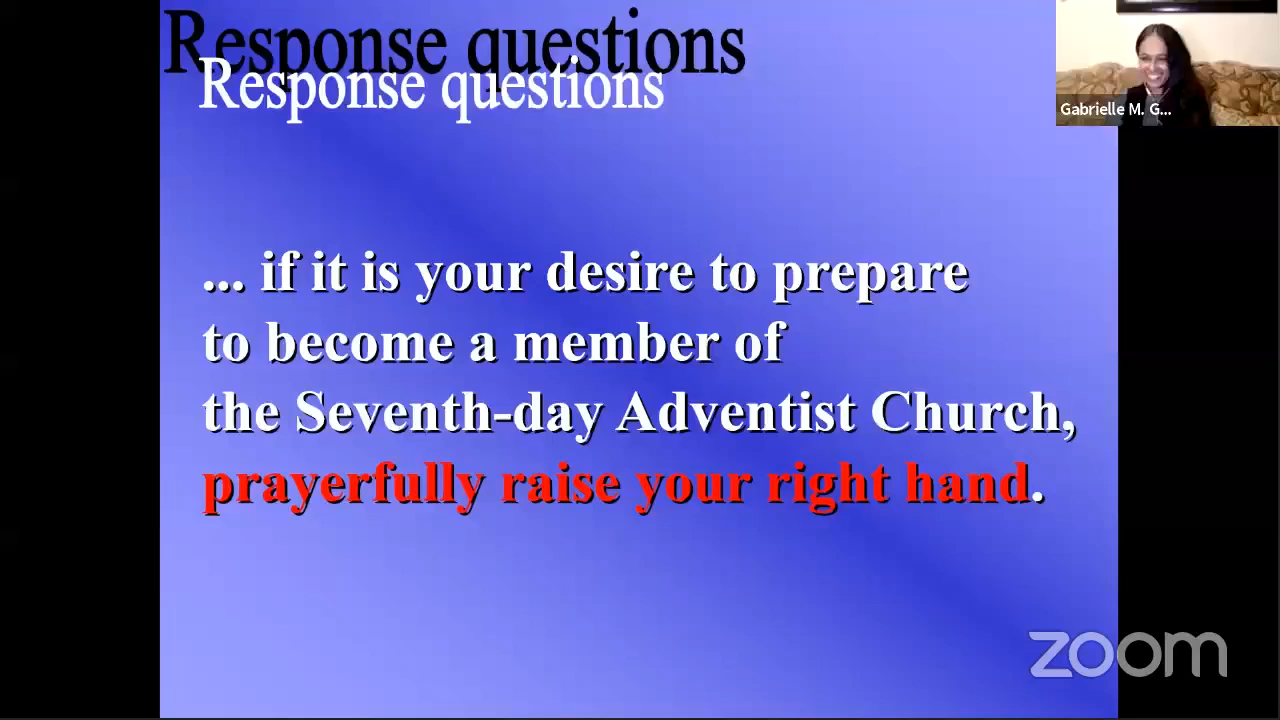 Response questions
Response questions
Gabrielle M. G...
... if it is your desire to prepare
to become a member of
the Seventh-day Adventist Church,
prayerfully raise your right hand.
zoom